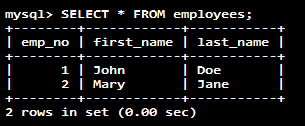 mysql> SELECT * FROM employees;
+--------+------------+-----------+
| emp_no | first_name | last_name |
+--------+------------+-----------+
|      1 | John       | Doe       |
|      2 | Mary       | Jane      |
+--------+------------+-----------+
2 rows in set (0.00 sec)